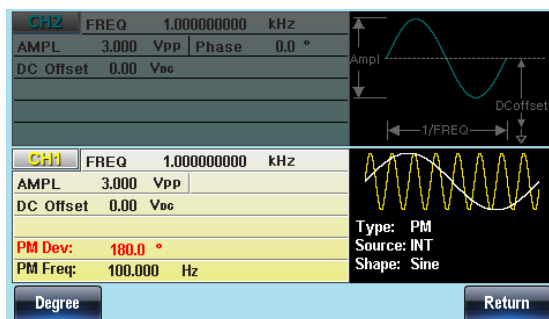 CH2 FREQ 1.000000000 kHz
AMPL 3.000 Vpp Phase 0.0 °
DC Offset 0.00 VDC
Ampl
DCoffset
1/FREQ
CH1 FREQ 1.000000000 kHz
AMPL 3.000 Vpp
DC Offset 0.00 VDC
PM Dev: 180.0 °
PM Freq: 100.000 Hz
Type: PM
Source: INT
Shape: Sine
Degree Return